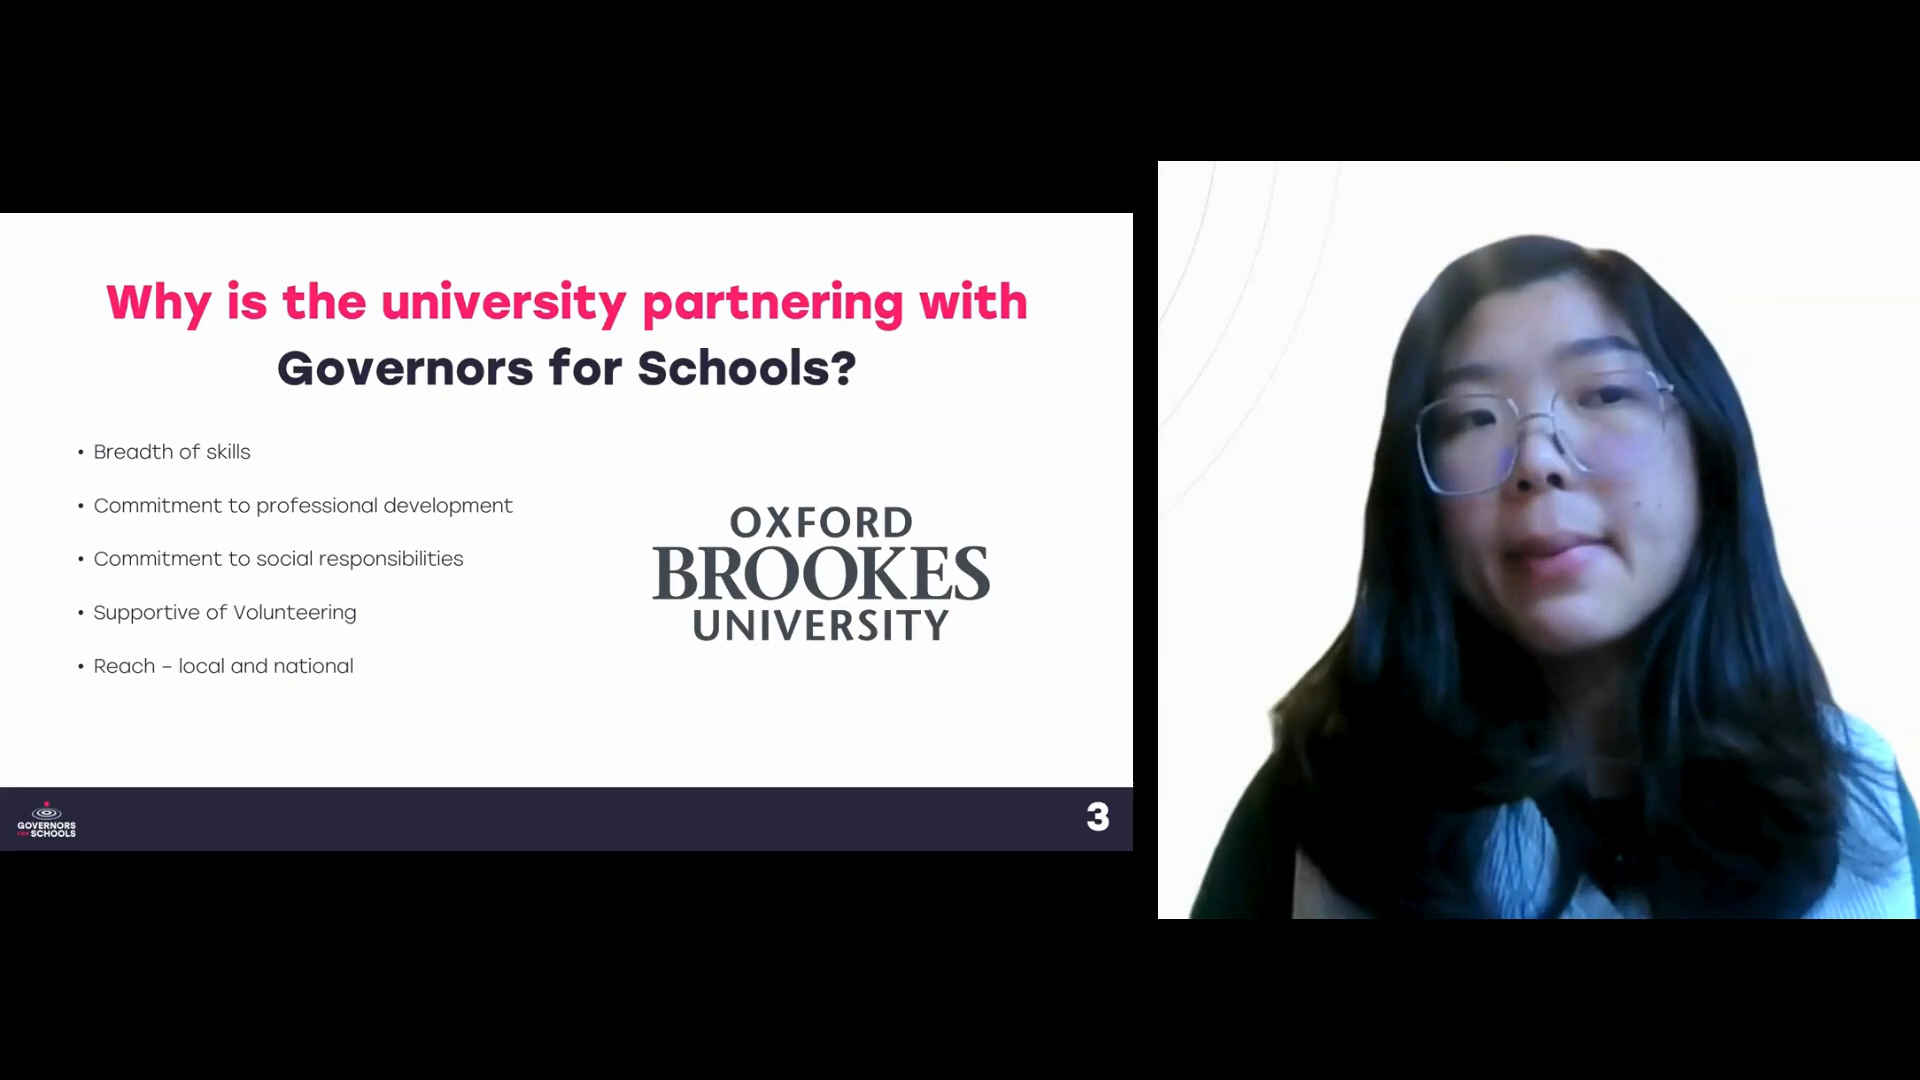 Why is the university partnering with
Governors for Schools?
• Breadth of skills
• Commitment to professional development
• Commitment to social responsibilities
• Supportive of Volunteering
• Reach – local and national
OXFORD
BROOKES
UNIVERSITY
GOVERNORS
FOR SCHOOLS
3